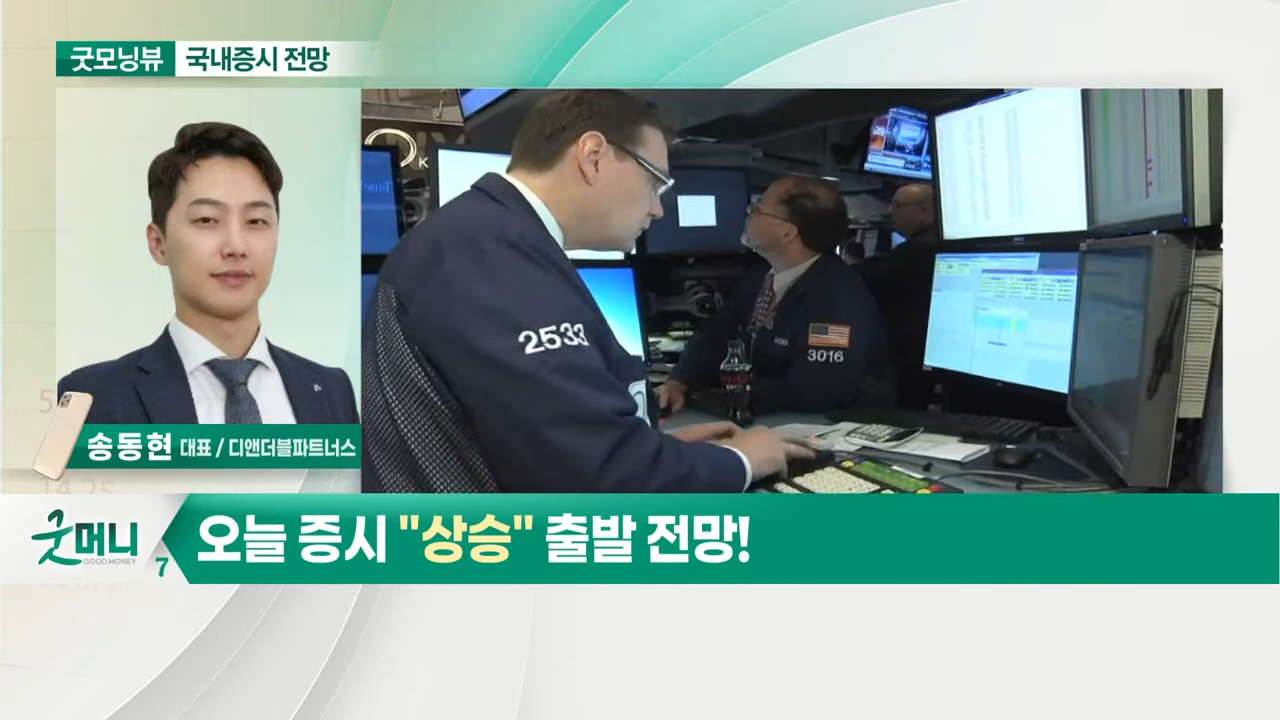 굿모닝뷰 국내증시 전망
2533
3016
송동현 대표 / 디앤더블파트너스
굿머니
GOOD MONEY
7
오늘 증시 "상승" 출발 전망!